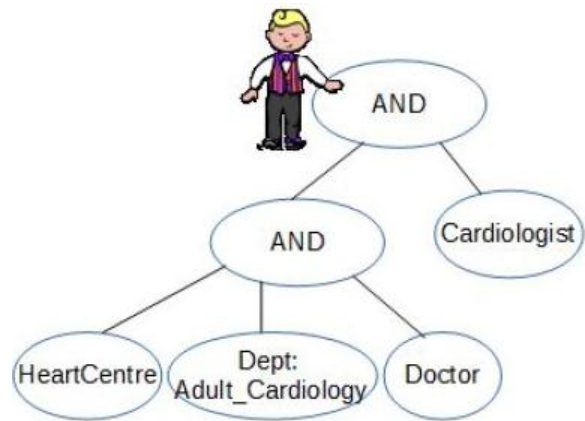 AND
AND
Cardiologist
HeartCentre
Dept:
Adult_Cardiology
Doctor